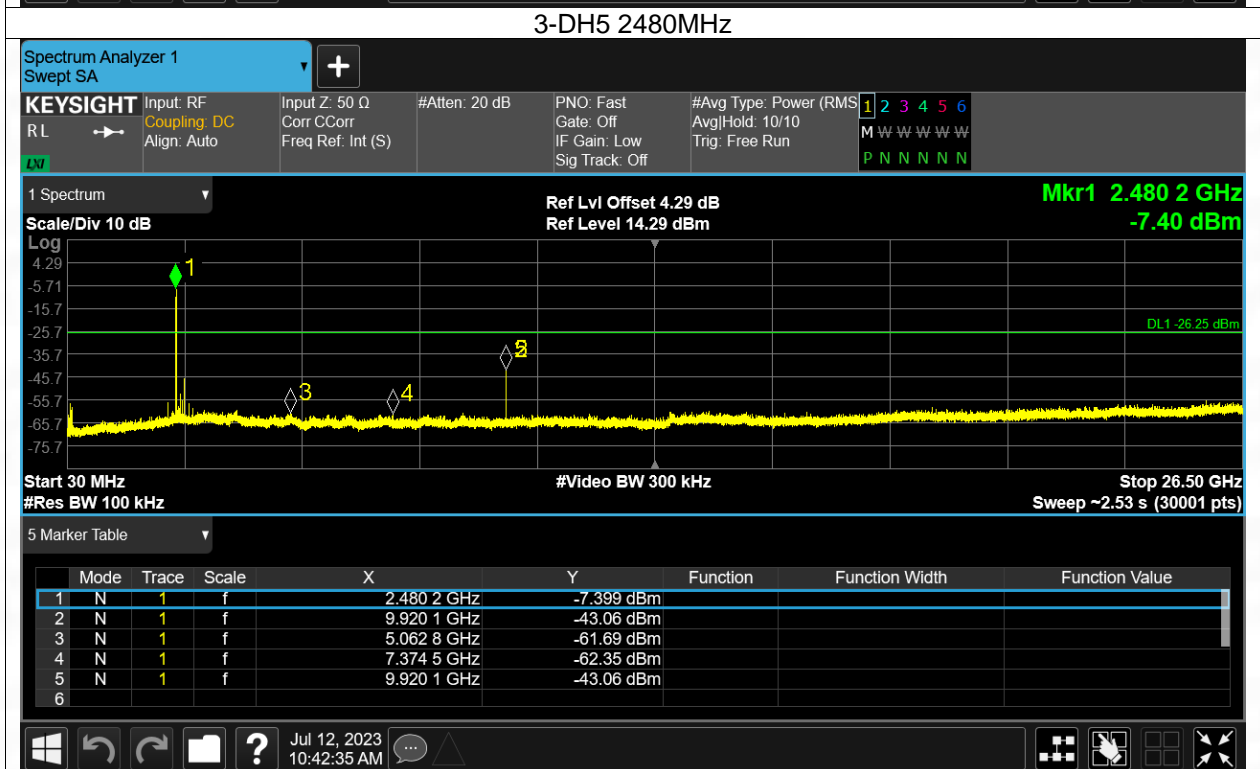 3-DH5 2480MHz
Spectrum Analyzer 1
Swept SA
KEYSIGHT Input: RF Input Z: 50 Ω #Atten: 20 dB PNO: Fast #Avg Type: Power (RMS 1 2 3 4 5 6
RL Coupling: DC Corr CCorr Gate: Off Avg|Hold: 10/10 M W W W W W
Align: Auto Freq Ref: Int (S) IF Gain: Low Trig: Free Run
LXI Sig Track: Off P N N N N N
1 Spectrum Ref Lvl Offset 4.29 dB Mkr1 2.480 2 GHz
Scale/Div 10 dB Ref Level 14.29 dBm -7.40 dBm
Log
4.29
1
-5.71
-15.7
DL1 -26.25 dBm
-25.7
-35.7
-45.7
3 4
-55.7
-65.7
-75.7
Start 30 MHz #Video BW 300 kHz Stop 26.50 GHz
#Res BW 100 kHz Sweep ~2.53 s (30001 pts)
5 Marker Table
Mode Trace Scale X Y Function Function Width Function Value
1 N 1 f 2.480 2 GHz -7.399 dBm
2 N 1 f 9.920 1 GHz -43.06 dBm
3 N 1 f 5.062 8 GHz -61.69 dBm
4 N 1 f 7.374 5 GHz -62.35 dBm
5 N 1 f 9.920 1 GHz -43.06 dBm
6
? Jul 12, 2023
10:42:35 AM